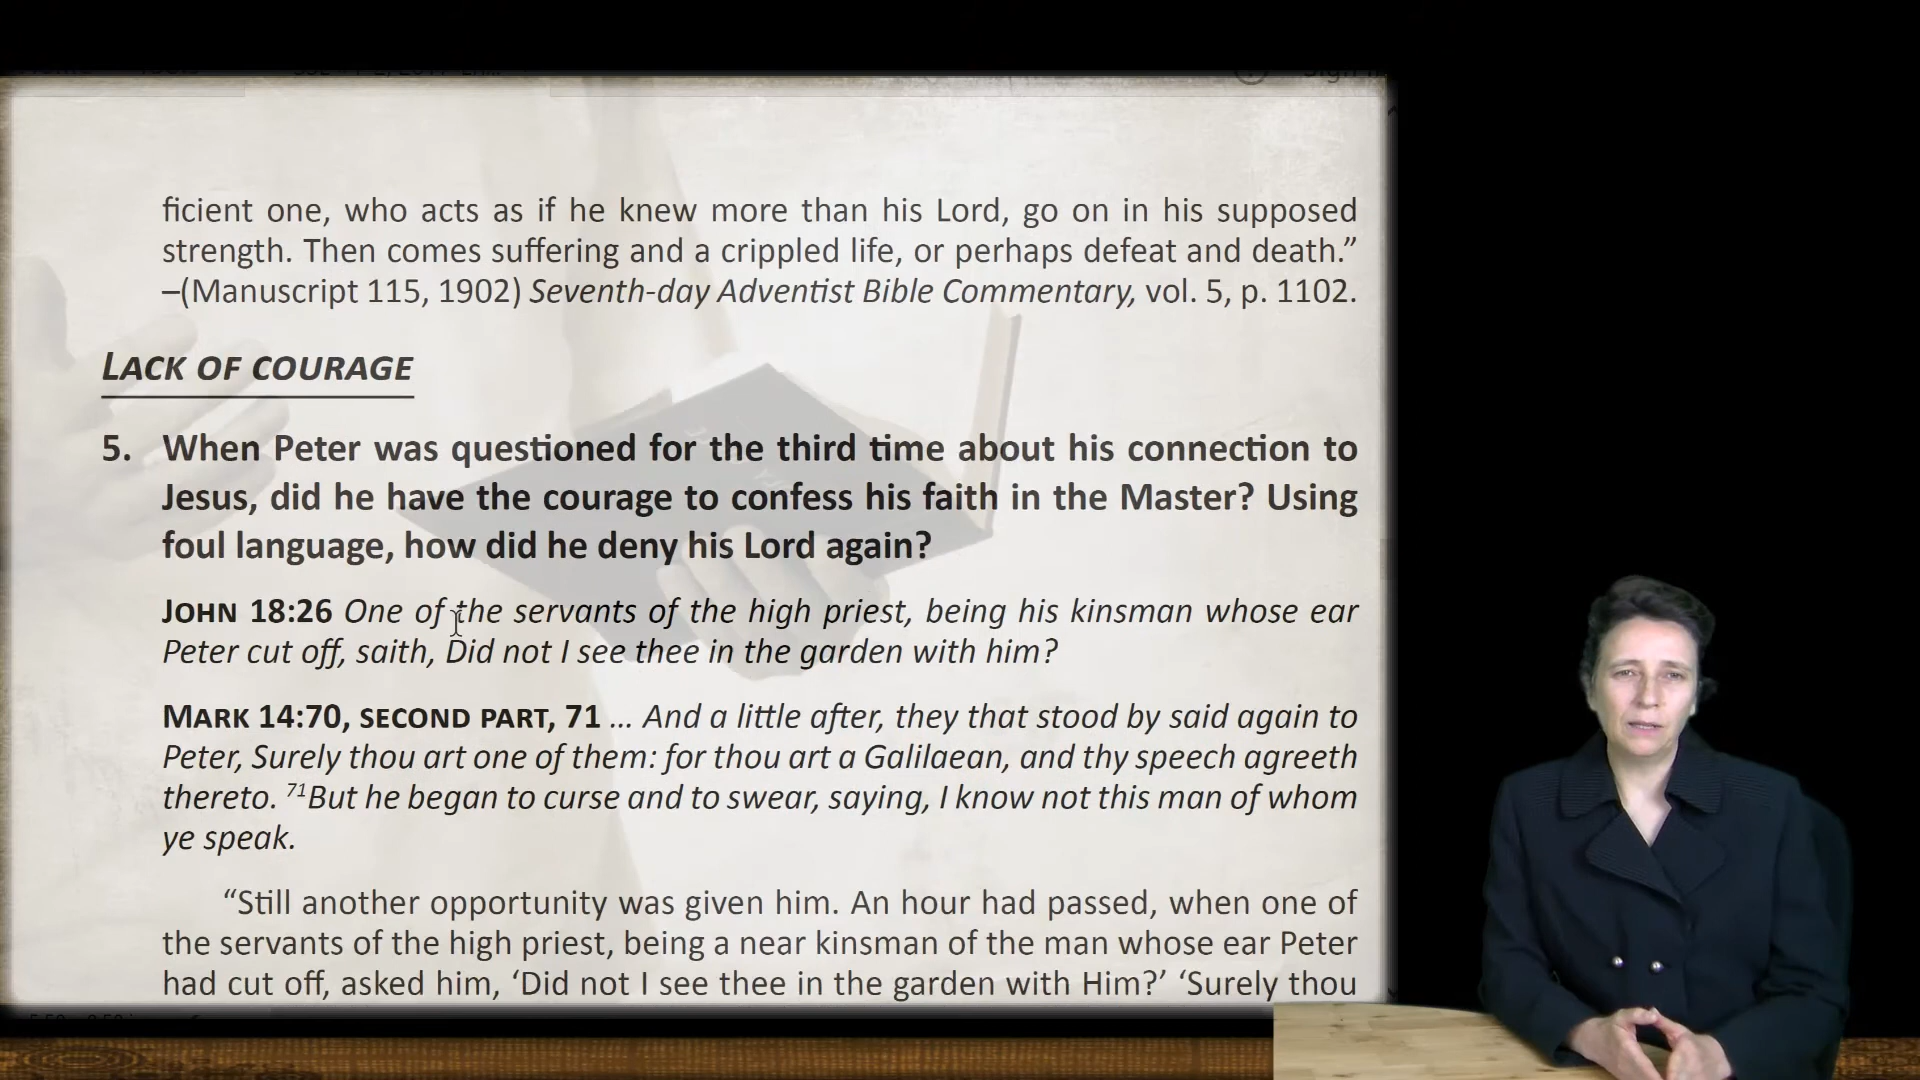 ficient one, who acts as if he knew more than his Lord, go on in his supposed
strength. Then comes suffering and a crippled life, or perhaps defeat and death.”
–(Manuscript 115, 1902) Seventh-day Adventist Bible Commentary, vol. 5, p. 1102.
LACK OF COURAGE
5. When Peter was questioned for the third time about his connection to
Jesus, did he have the courage to confess his faith in the Master? Using
foul language, how did he deny his Lord again?
JOHN 18:26 One of the servants of the high priest, being his kinsman whose ear
Peter cut off, saith, Did not I see thee in the garden with him?
MARK 14:70, SECOND PART, 71 ... And a little after, they that stood by said again to
Peter, Surely thou art one of them: for thou art a Galilaean, and thy speech agreeth
thereto. 71But he began to curse and to swear, saying, I know not this man of whom
ye speak.
“Still another opportunity was given him. An hour had passed, when one of
the servants of the high priest, being a near kinsman of the man whose ear Peter
had cut off, asked him, ‘Did not I see thee in the garden with Him?’ ‘Surely thou